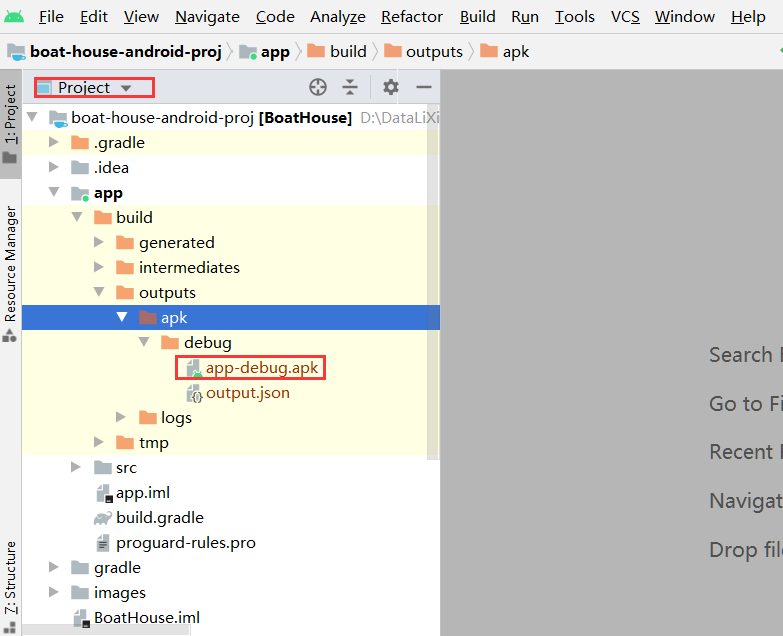 File Edit View Navigate Code Analyze Refactor Build Run Tools VCS Window Help
boat-house-android-proj app build outputs apk
Project
boat-house-android-proj [BoatHouse] D:\DataLiXi
.gradle
.idea
app
build
generated
intermediates
outputs
apk
debug
app-debug.apk
output.json
logs
tmp
src
app.iml
build.gradle
proguard-rules.pro
gradle
images
BoatHouse.iml
1: Project
Resource Manager
Z: Structure
Search
Go to Fi
Recent
Navigat
Drop file